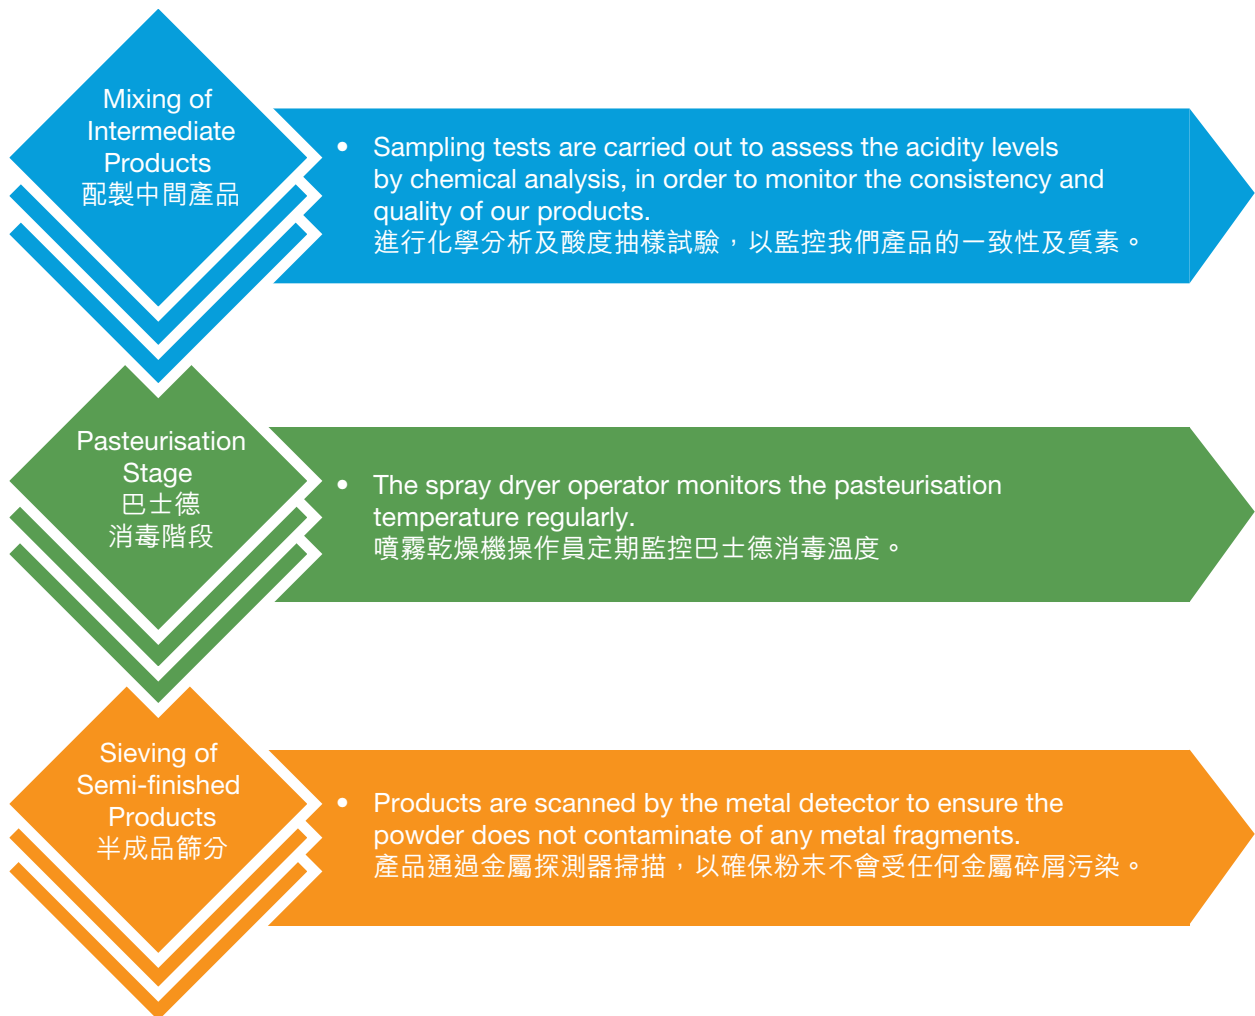 Mixing of
Intermediate
Products
配製中間產品
• Sampling tests are carried out to assess the acidity levels
by chemical analysis, in order to monitor the consistency and
quality of our products.
進行化學分析及酸度抽樣試驗，以監控我們產品的一致性及質素。
Pasteurisation
Stage
巴士德
消毒階段
• The spray dryer operator monitors the pasteurisation
temperature regularly.
噴霧乾燥機操作員定期監控巴士德消毒溫度。
Sieving of
Semi-finished
Products
半成品篩分
• Products are scanned by the metal detector to ensure the
powder does not contaminate of any metal fragments.
產品通過金屬探測器掃描，以確保粉末不會受任何金屬碎屑污染。